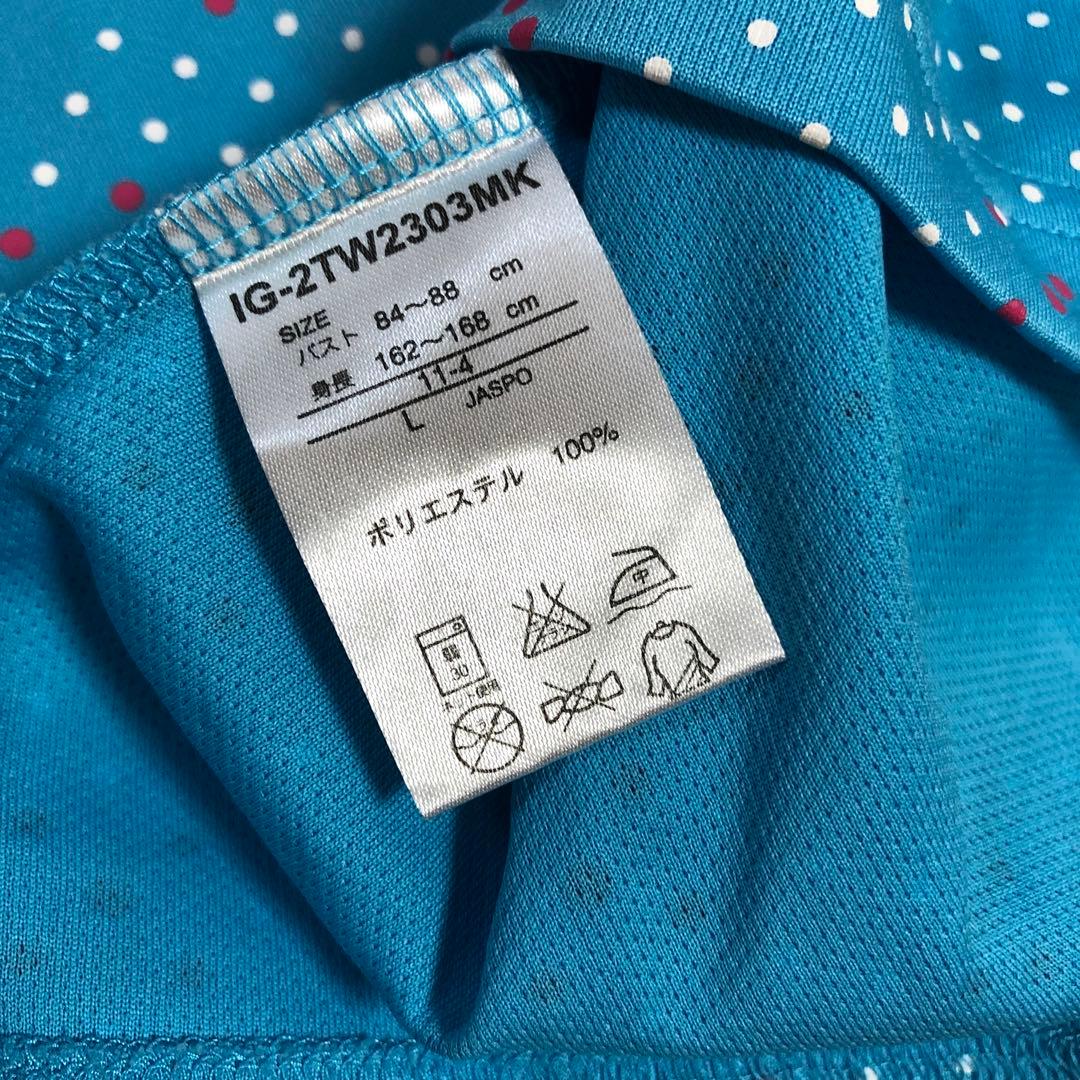 IG-2TW2303MK
SIZE
バスト 84～88 cm
身長 162～168 cm
11-4
L JASPO
ポリエステル 100%
中